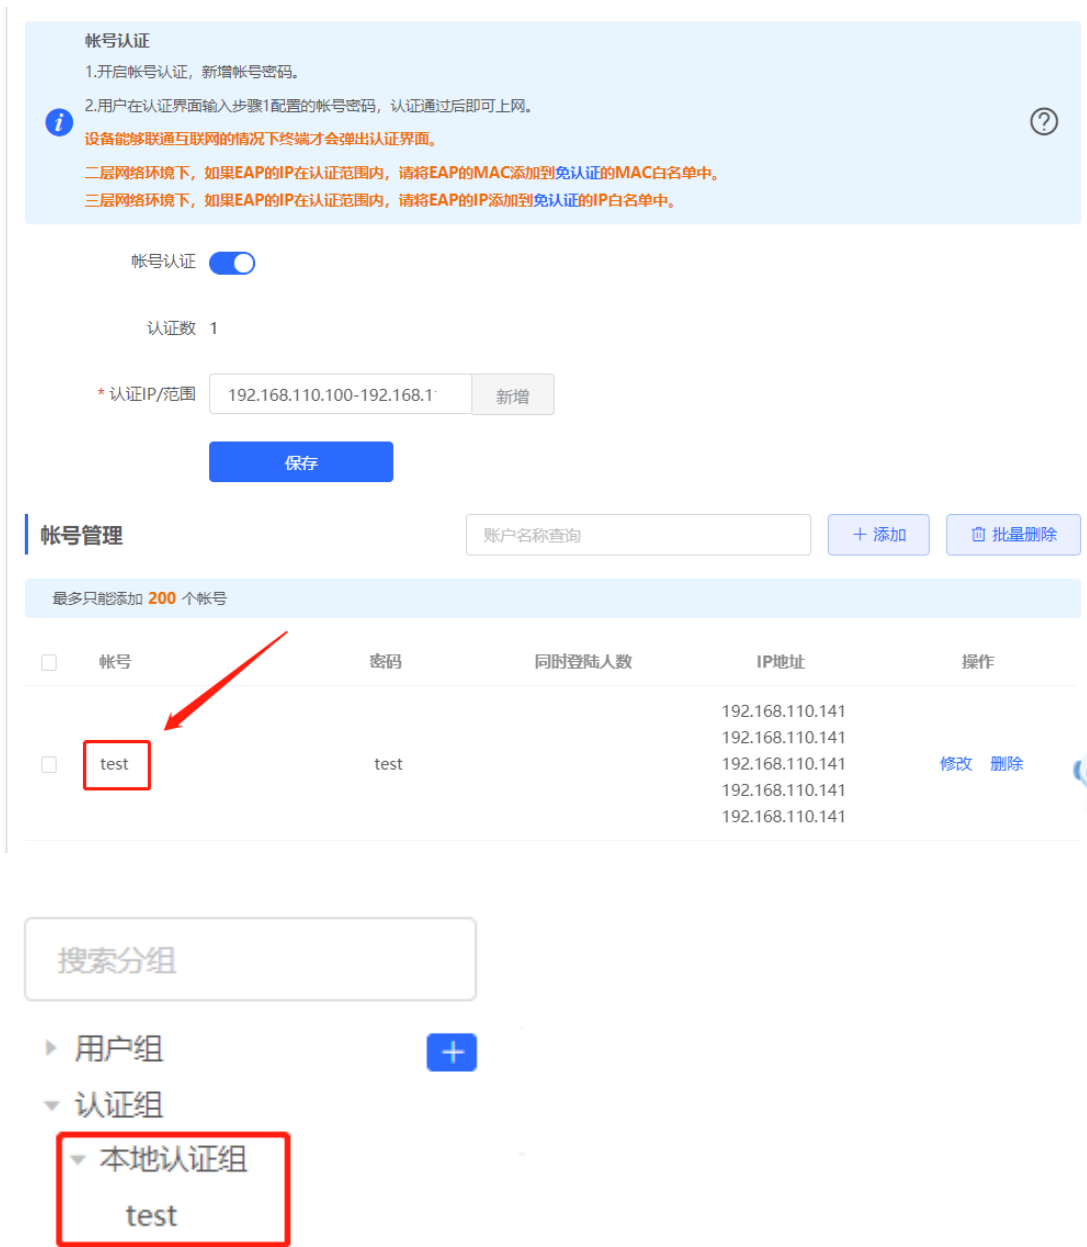 帐号认证
1.开启帐号认证，新增帐号密码。
2.用户在认证界面输入步骤1配置的帐号密码，认证通过后即可上网。
设备能够联通互联网的情况下终端才会弹出认证界面。
二层网络环境下，如果EAP的IP在认证范围内，请将EAP的MAC添加到免认证的MAC白名单中。
三层网络环境下，如果EAP的IP在认证范围内，请将EAP的IP添加到免认证的IP白名单中。
帐号认证
认证数 1
* 认证IP/范围 192.168.110.100-192.168.1 新增
保存
帐号管理 账户名称查询 + 添加 批量删除
最多只能添加 200 个帐号
帐号 密码 同时登陆人数 IP地址 操作
192.168.110.141
192.168.110.141
test test 192.168.110.141 修改 删除
192.168.110.141
192.168.110.141
搜索分组
用户组 +
认证组
本地认证组
test